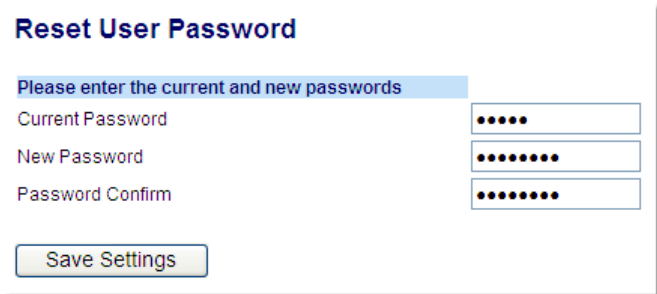 Reset User Password
Please enter the current and new passwords
Current Password •••••
New Password ••••••••
Password Confirm ••••••••
Save Settings